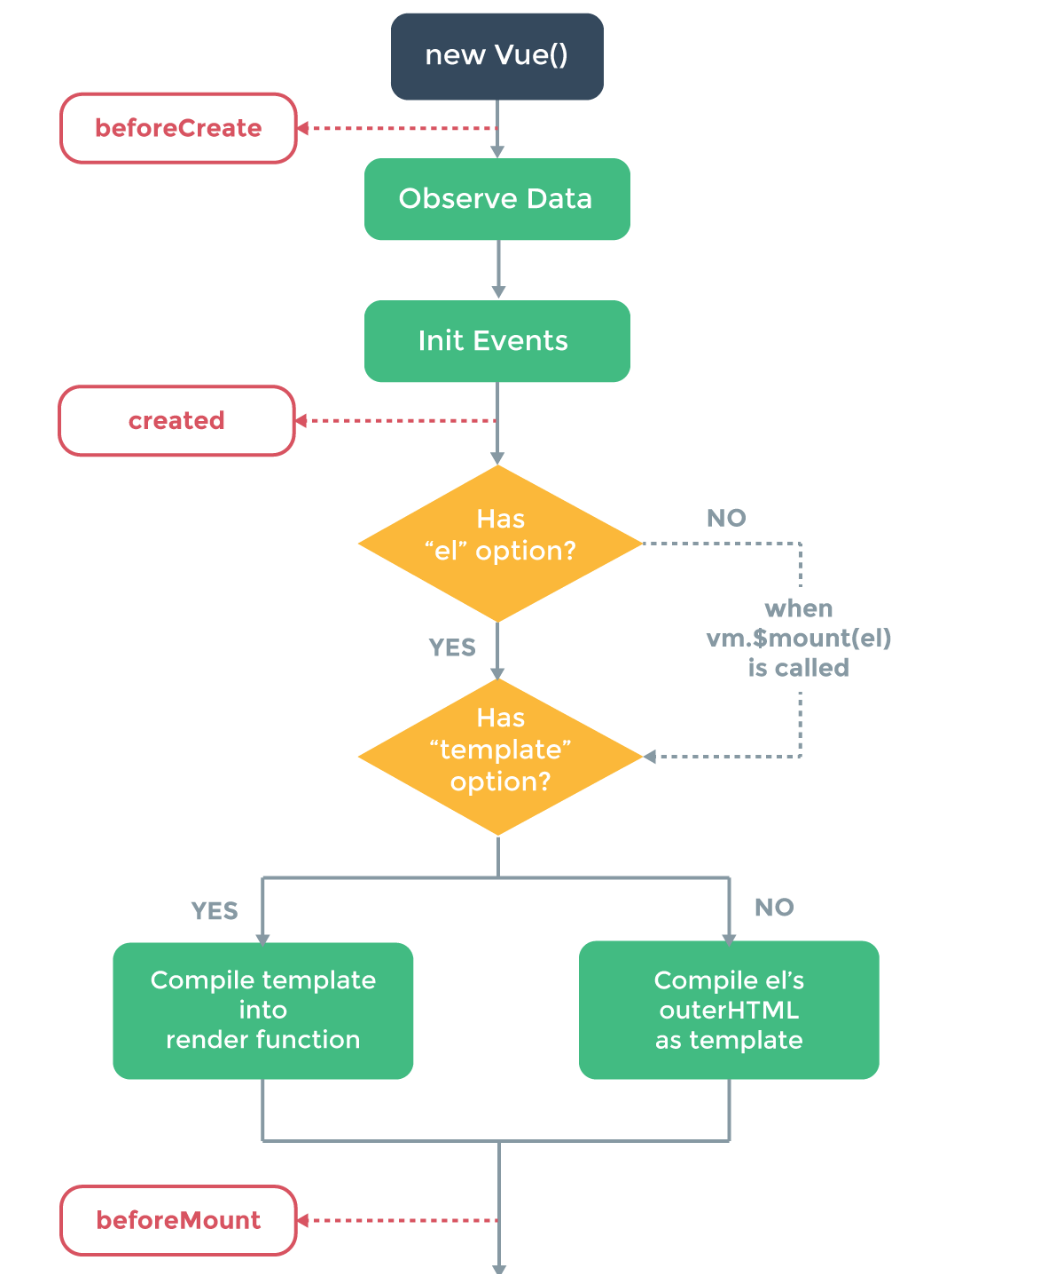 new Vue()
beforeCreate
Observe Data
Init Events
created
Has
“el” option?
NO
when
vm.$mount(el)
is called
YES
Has
“template”
option?
YES
NO
Compile template
into
render function
Compile el’s
outerHTML
as template
beforeMount